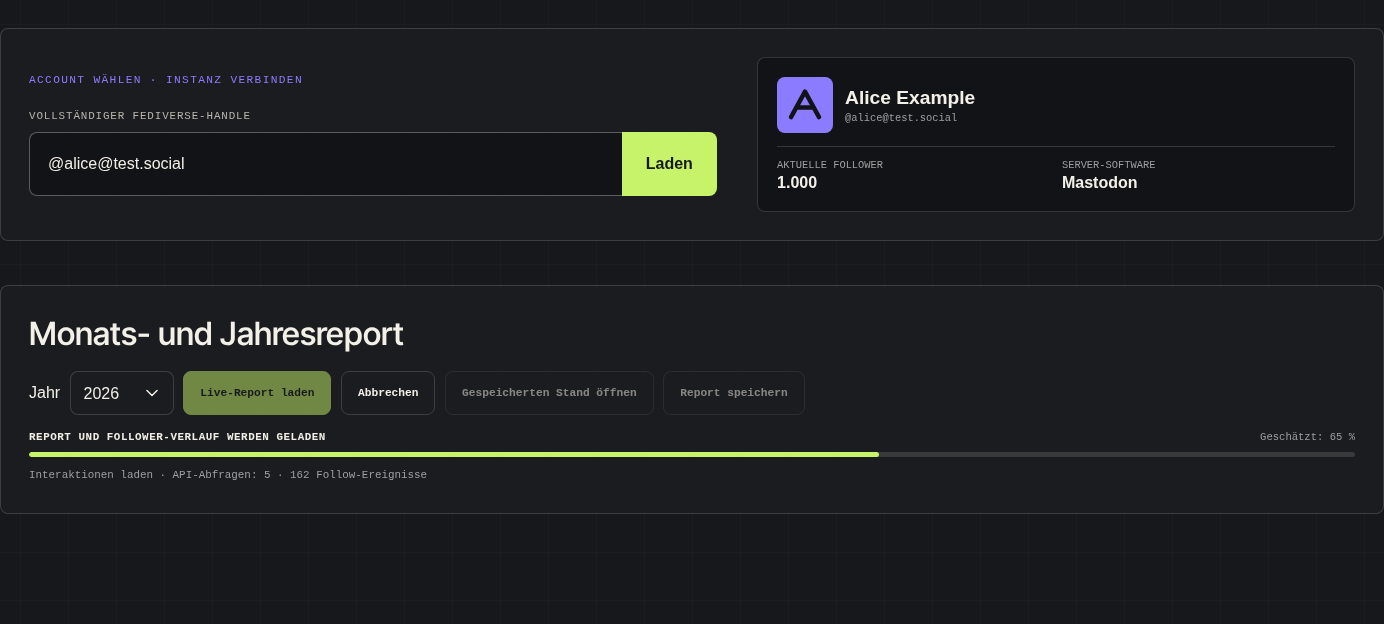 ACCOUNT WÄHLEN · INSTANZ VERBINDEN
VOLLSTÄNDIGER FEDIVERSE-HANDLE
@alice@test.social
Laden
Alice Example
@alice@test.social
AKTUELLE FOLLOWER
1.000
SERVER-SOFTWARE
Mastodon
Monats- und Jahresreport
Jahr
2026
Live-Report laden
Abbrechen
Gespeicherten Stand öffnen
Report speichern
REPORT UND FOLLOWER-VERLAUF WERDEN GELADEN
Geschätzt: 65 %
Interaktionen laden · API-Abfragen: 5 · 162 Follow-Ereignisse